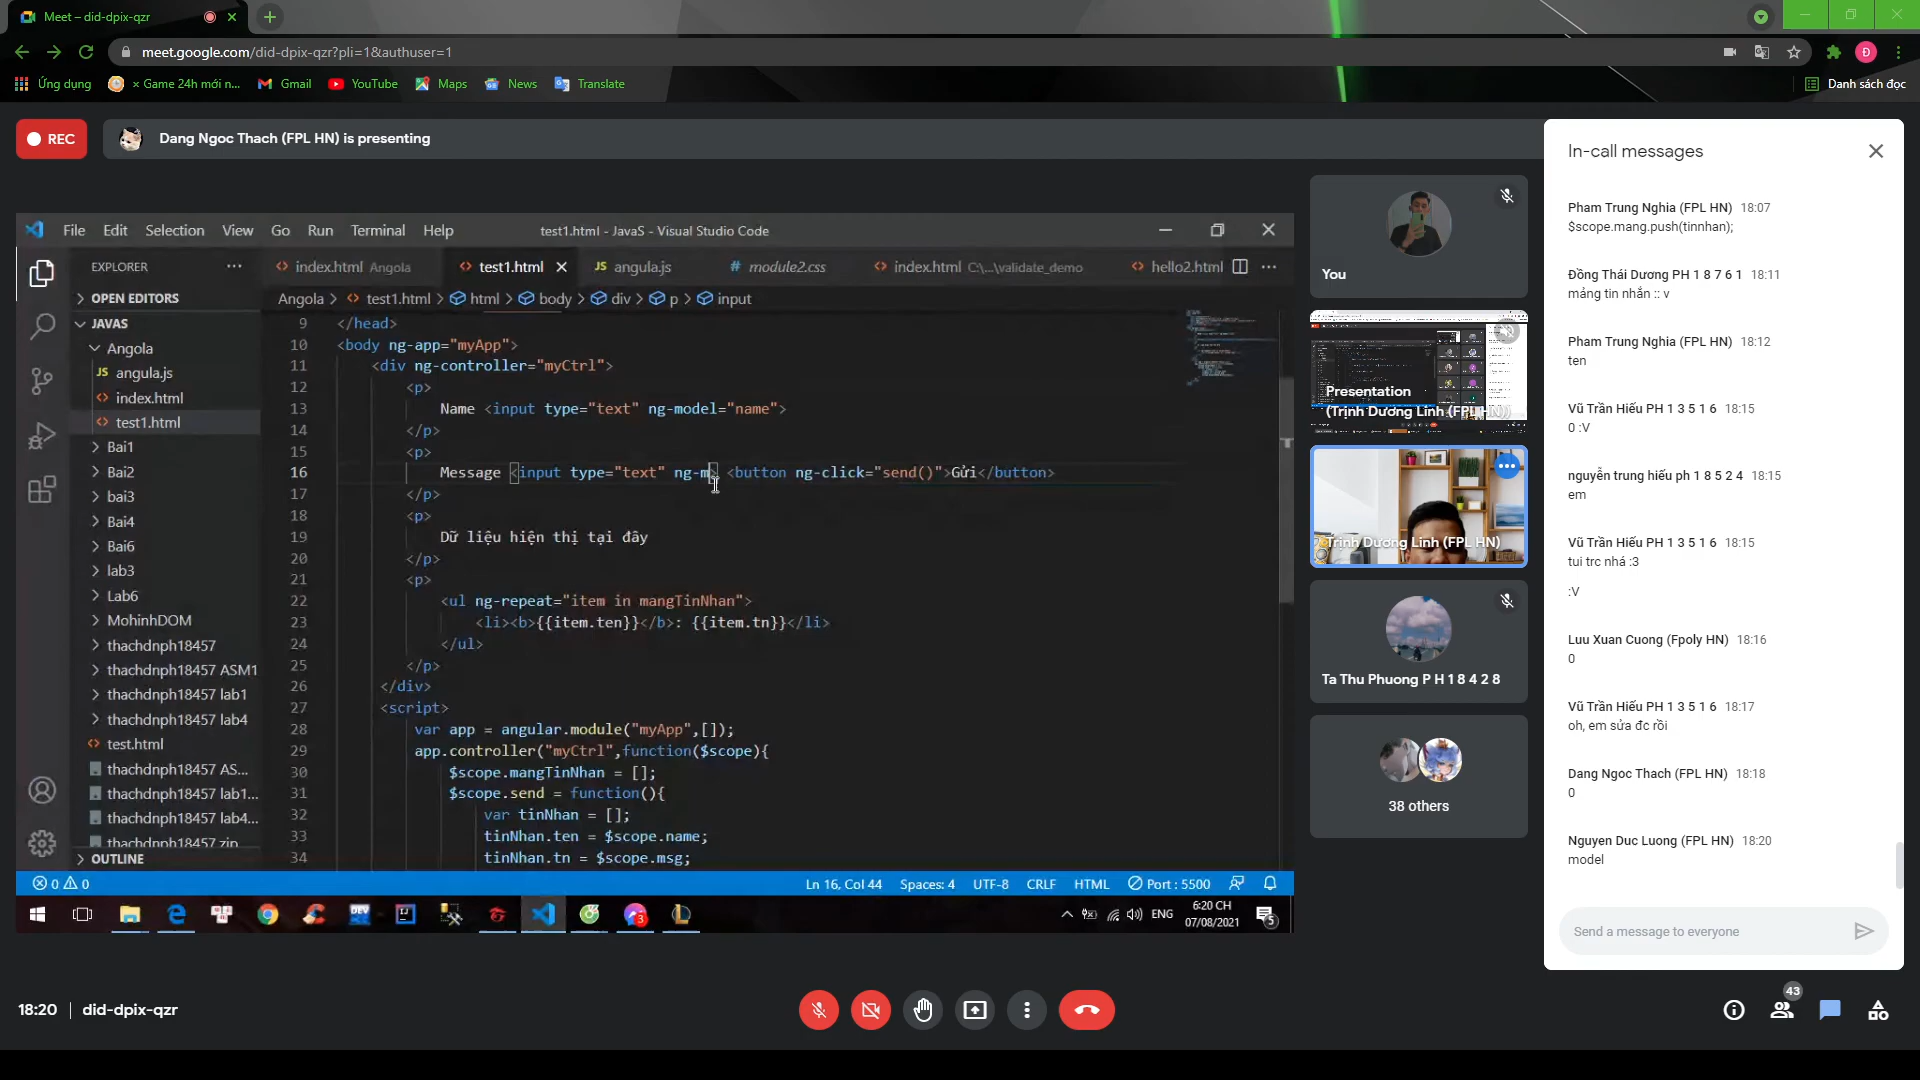 Meet – did-dpix-qzr
meet.google.com/did-dpix-qzr?pli=1&authuser=1
Ứng dụng
× Game 24h mới n...
Gmail
YouTube
Maps
News
Translate
Danh sách đọc
REC
Dang Ngoc Thach (FPL HN) is presenting
File Edit Selection View Go Run Terminal Help
test1.html - JavaS - Visual Studio Code
EXPLORER
index.html Angola
test1.html
JS angula.js
# module2.css
index.html C:\...\validate_demo
hello2.html
OPEN EDITORS
Angola > test1.html > html > body > div > p > input
JAVAS
Angola
JS angula.js
index.html
test1.html
Bai1
Bai2
bai3
Bai4
Bai6
lab3
Lab6
MohinhDOM
thachdnph18457
thachdnph18457 ASM1
thachdnph18457 lab1
thachdnph18457 lab4
test.html
thachdnph18457 AS...
thachdnph18457 lab1...
thachdnph18457 lab4...
thachdnph18457.zip
OUTLINE
9 </head>
10 <body ng-app="myApp">
11 <div ng-controller="myCtrl">
12 <p>
13 Name <input type="text" ng-model="name">
14 </p>
15 <p>
16 Message <input type="text" ng-m> <button ng-click="send()">Gửi</button>
17 </p>
18 <p>
19 Dữ liệu hiện thị tại đây
20 </p>
21 <p>
22 <ul ng-repeat="item in mangTinNhan">
23 <li><b>{{item.ten}}</b>: {{item.tn}}</li>
24 </ul>
25 </p>
26 </div>
27 <script>
28 var app = angular.module("myApp",[]);
29 app.controller("myCtrl",function($scope){
30 $scope.mangTinNhan = [];
31 $scope.send = function(){
32 var tinNhan = [];
33 tinNhan.ten = $scope.name;
34 tinNhan.tn = $scope.msg;
0 0
Ln 16, Col 44
Spaces: 4
UTF-8
CRLF
HTML
Port : 5500
DEV
3
ENG
6:20 CH
07/08/2021
5
You
Presentation
(Trịnh Dương Linh (FPL HN))
Trịnh Dương Linh (FPL HN)
Ta Thu Phuong P H 1 8 4 2 8
38 others
In-call messages
Pham Trung Nghia (FPL HN) 18:07
$scope.mang.push(tinnhan);
Đồng Thái Dương PH 1 8 7 6 1 18:11
mảng tin nhắn :: v
Pham Trung Nghia (FPL HN) 18:12
ten
Vũ Trần Hiếu PH 1 3 5 1 6 18:15
0 :V
nguyễn trung hiếu ph 1 8 5 2 4 18:15
em
Vũ Trần Hiếu PH 1 3 5 1 6 18:15
tui trc nhá :3
:V
Luu Xuan Cuong (Fpoly HN) 18:16
0
Vũ Trần Hiếu PH 1 3 5 1 6 18:17
oh, em sửa đc rồi
Dang Ngoc Thach (FPL HN) 18:18
0
Nguyen Duc Luong (FPL HN) 18:20
model
Send a message to everyone
18:20 | did-dpix-qzr
43
Đ